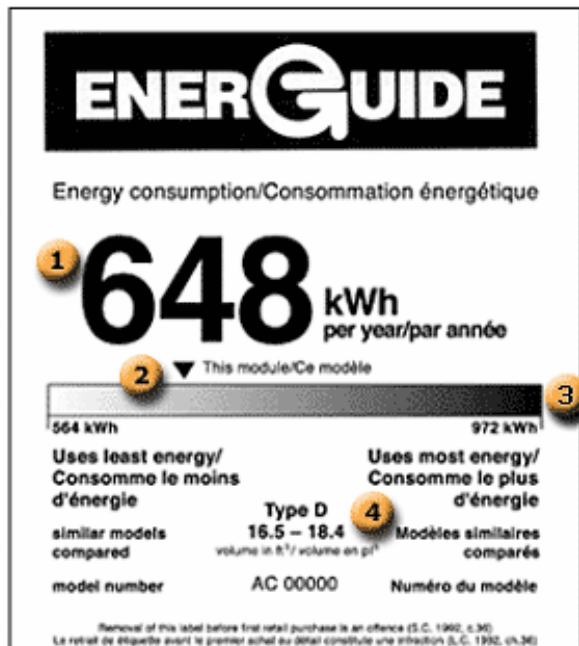 ENERGUIDE
Energy consumption/Consommation énergétique
1 648 kWh
per year/par année
2 This module/Ce modèle
3
564 kWh 972 kWh
Uses least energy/
Consomme le moins
d'énergie
Uses most energy/
Consomme le plus
d'énergie
similar models
compared
Type D
16.5 – 18.4
volume in ft³/ volume en pi³
4
Modèles similaires
comparés
model number AC 00000 Numéro du modèle
Removal of this label before first retail purchase is an offence (S.C. 1992, c.36)
Le retrait de étiquette avant le premier achat au détail constitute une infraction (L.C. 1992, ch.36)